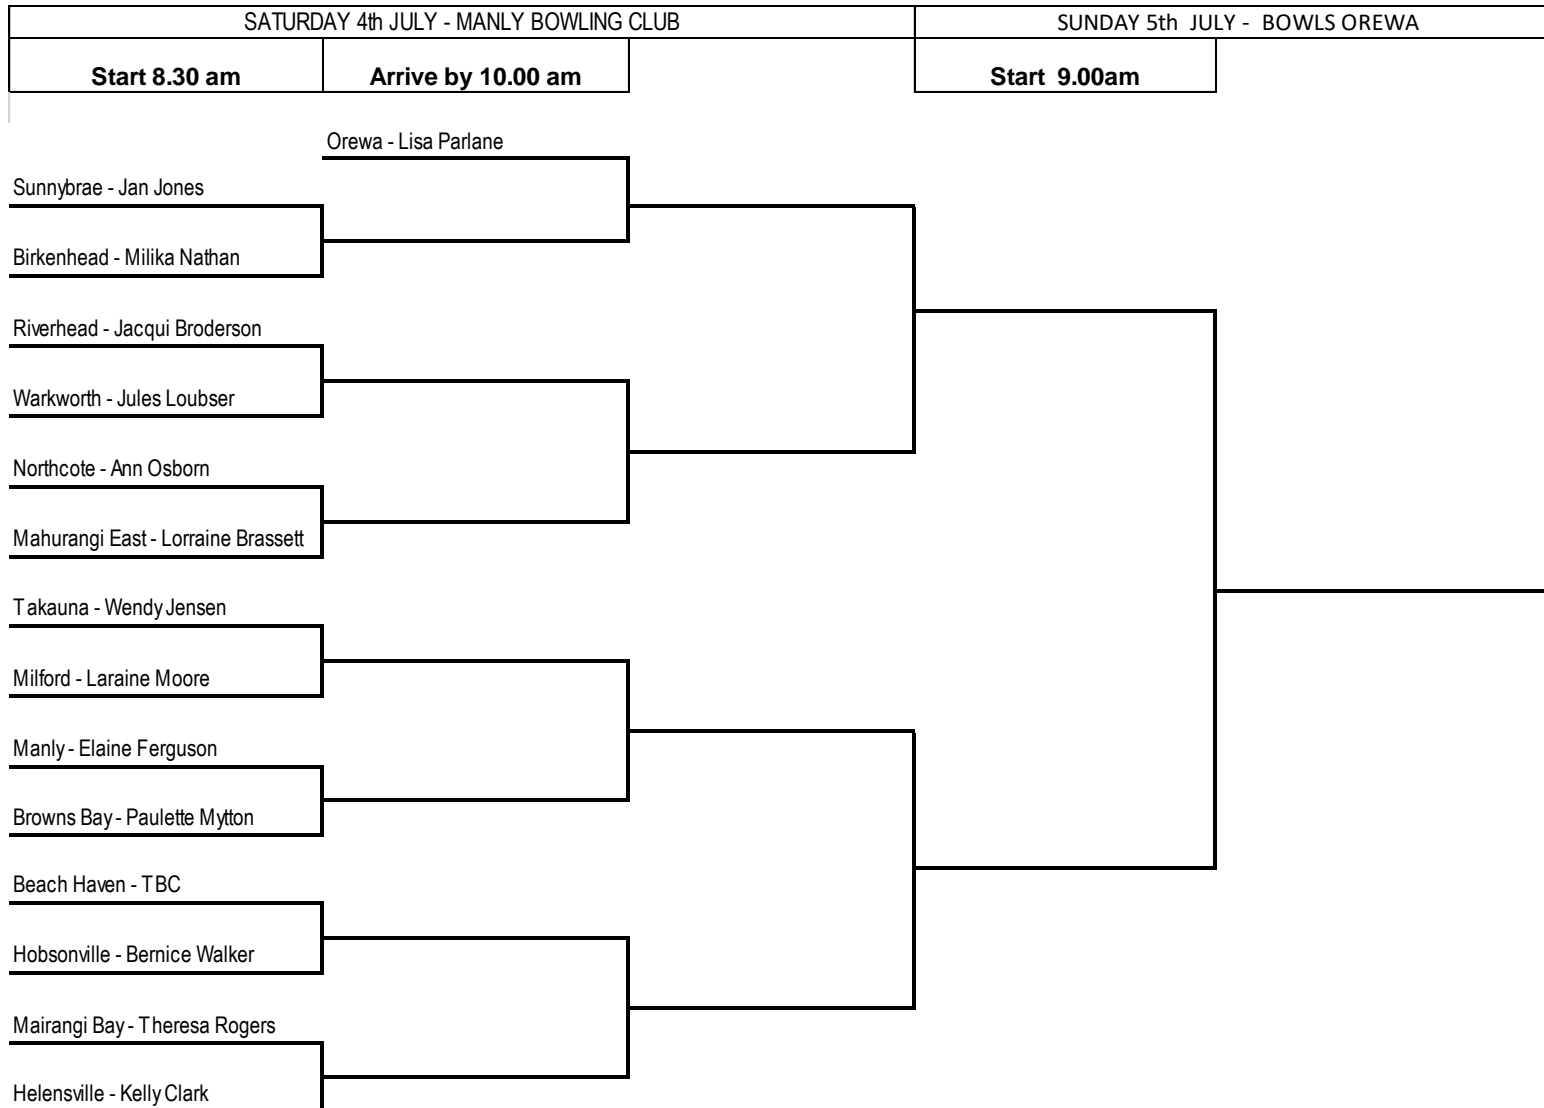 SATURDAY 4th JULY - MANLY BOWLING CLUB
SUNDAY 5th JULY - BOWLS OREWA
Start 8.30 am
Arrive by 10.00 am
Start 9.00am
Orewa - Lisa Parlane
Sunnybrae - Jan Jones
Birkenhead - Milika Nathan
Riverhead - Jacqui Broderson
Warkworth - Jules Loubser
Northcote - Ann Osborn
Mahurangi East - Lorraine Brassett
Takauna - Wendy Jensen
Milford - Laraine Moore
Manly - Elaine Ferguson
Browns Bay - Paulette Mytton
Beach Haven - TBC
Hobsonville - Bernice Walker
Mairangi Bay - Theresa Rogers
Helensville - Kelly Clark